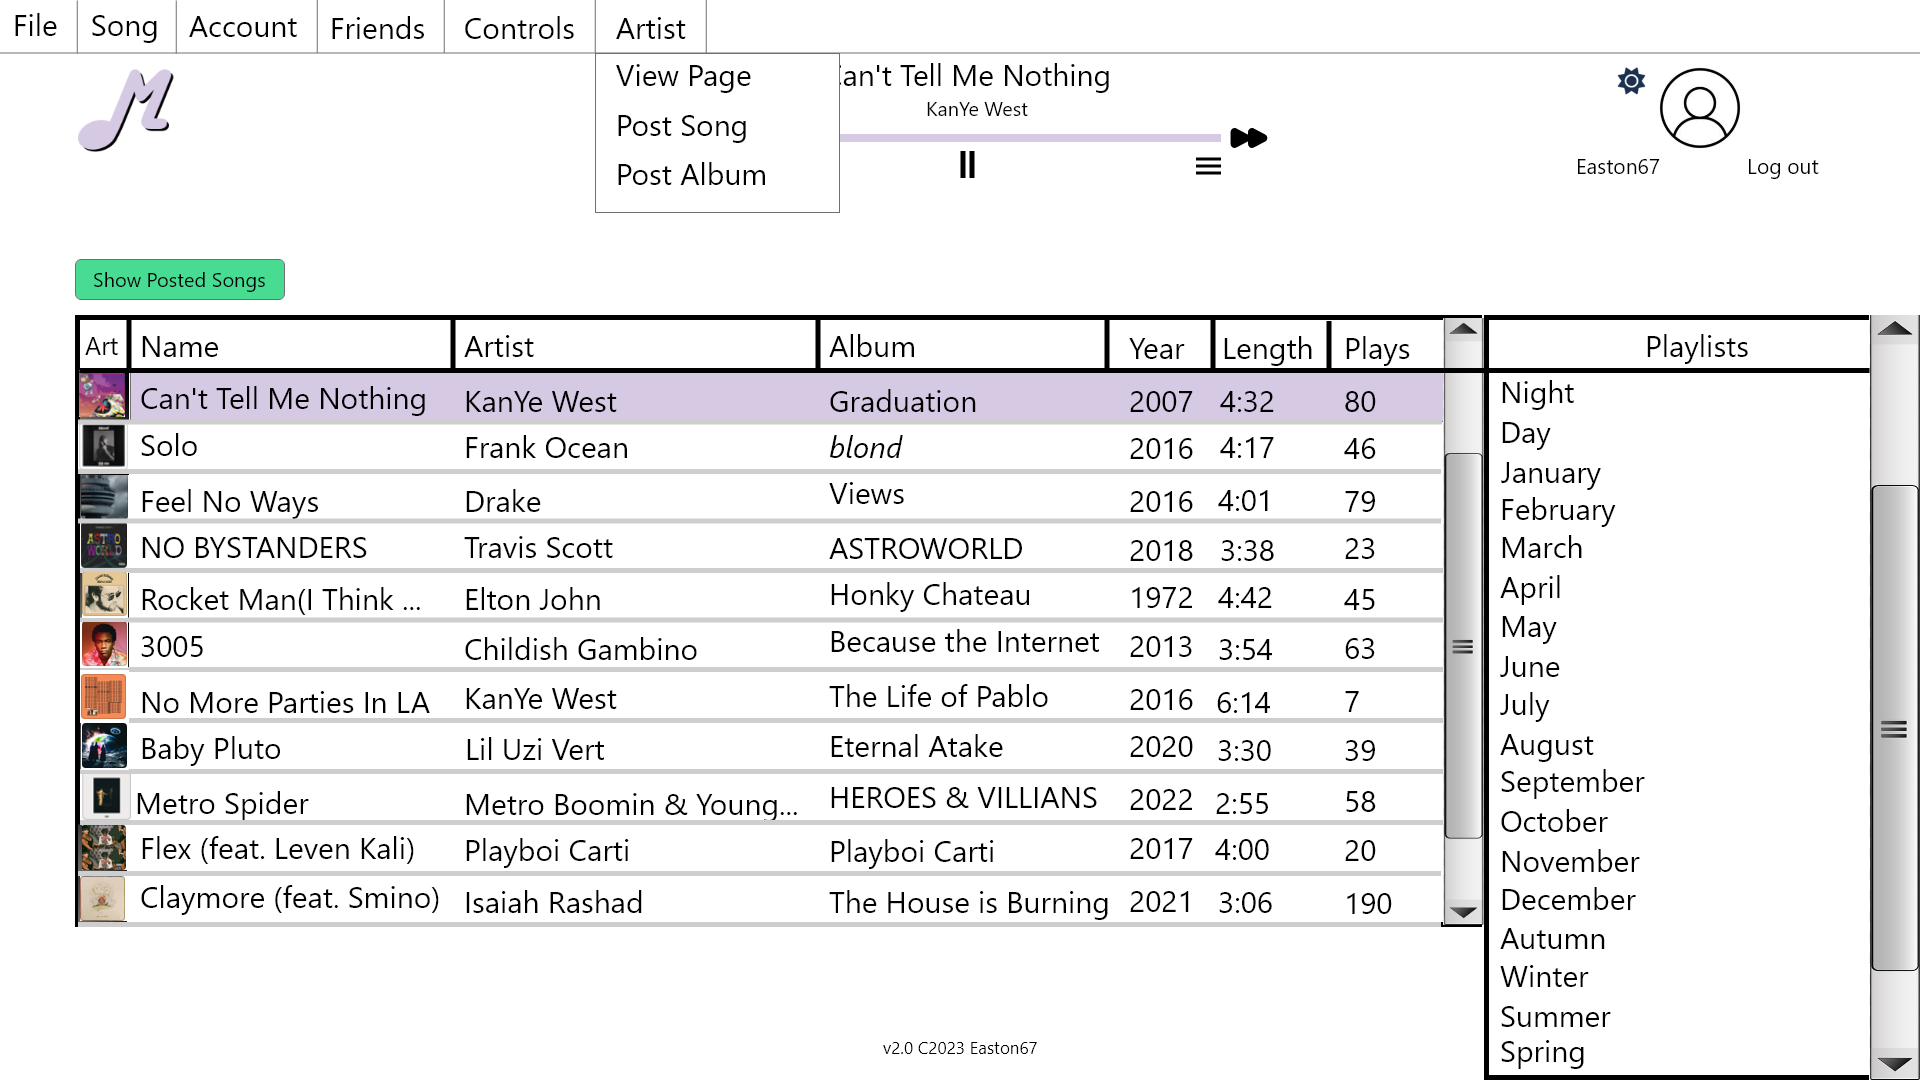 File Song Account Friends Controls Artist
View Page
Post Song
Post Album
an't Tell Me Nothing
KanYe West
Easton67 Log out
Show Posted Songs
Art Name Artist Album Year Length Plays
Can't Tell Me Nothing KanYe West Graduation 2007 4:32 80
Solo Frank Ocean blond 2016 4:17 46
Feel No Ways Drake Views 2016 4:01 79
NO BYSTANDERS Travis Scott ASTROWORLD 2018 3:38 23
Rocket Man(I Think ... Elton John Honky Chateau 1972 4:42 45
3005 Childish Gambino Because the Internet 2013 3:54 63
No More Parties In LA KanYe West The Life of Pablo 2016 6:14 7
Baby Pluto Lil Uzi Vert Eternal Atake 2020 3:30 39
Metro Spider Metro Boomin & Young... HEROES & VILLIANS 2022 2:55 58
Flex (feat. Leven Kali) Playboi Carti Playboi Carti 2017 4:00 20
Claymore (feat. Smino) Isaiah Rashad The House is Burning 2021 3:06 190
Playlists
Night
Day
January
February
March
April
May
June
July
August
September
October
November
December
Autumn
Winter
Summer
Spring
v2.0 C2023 Easton67